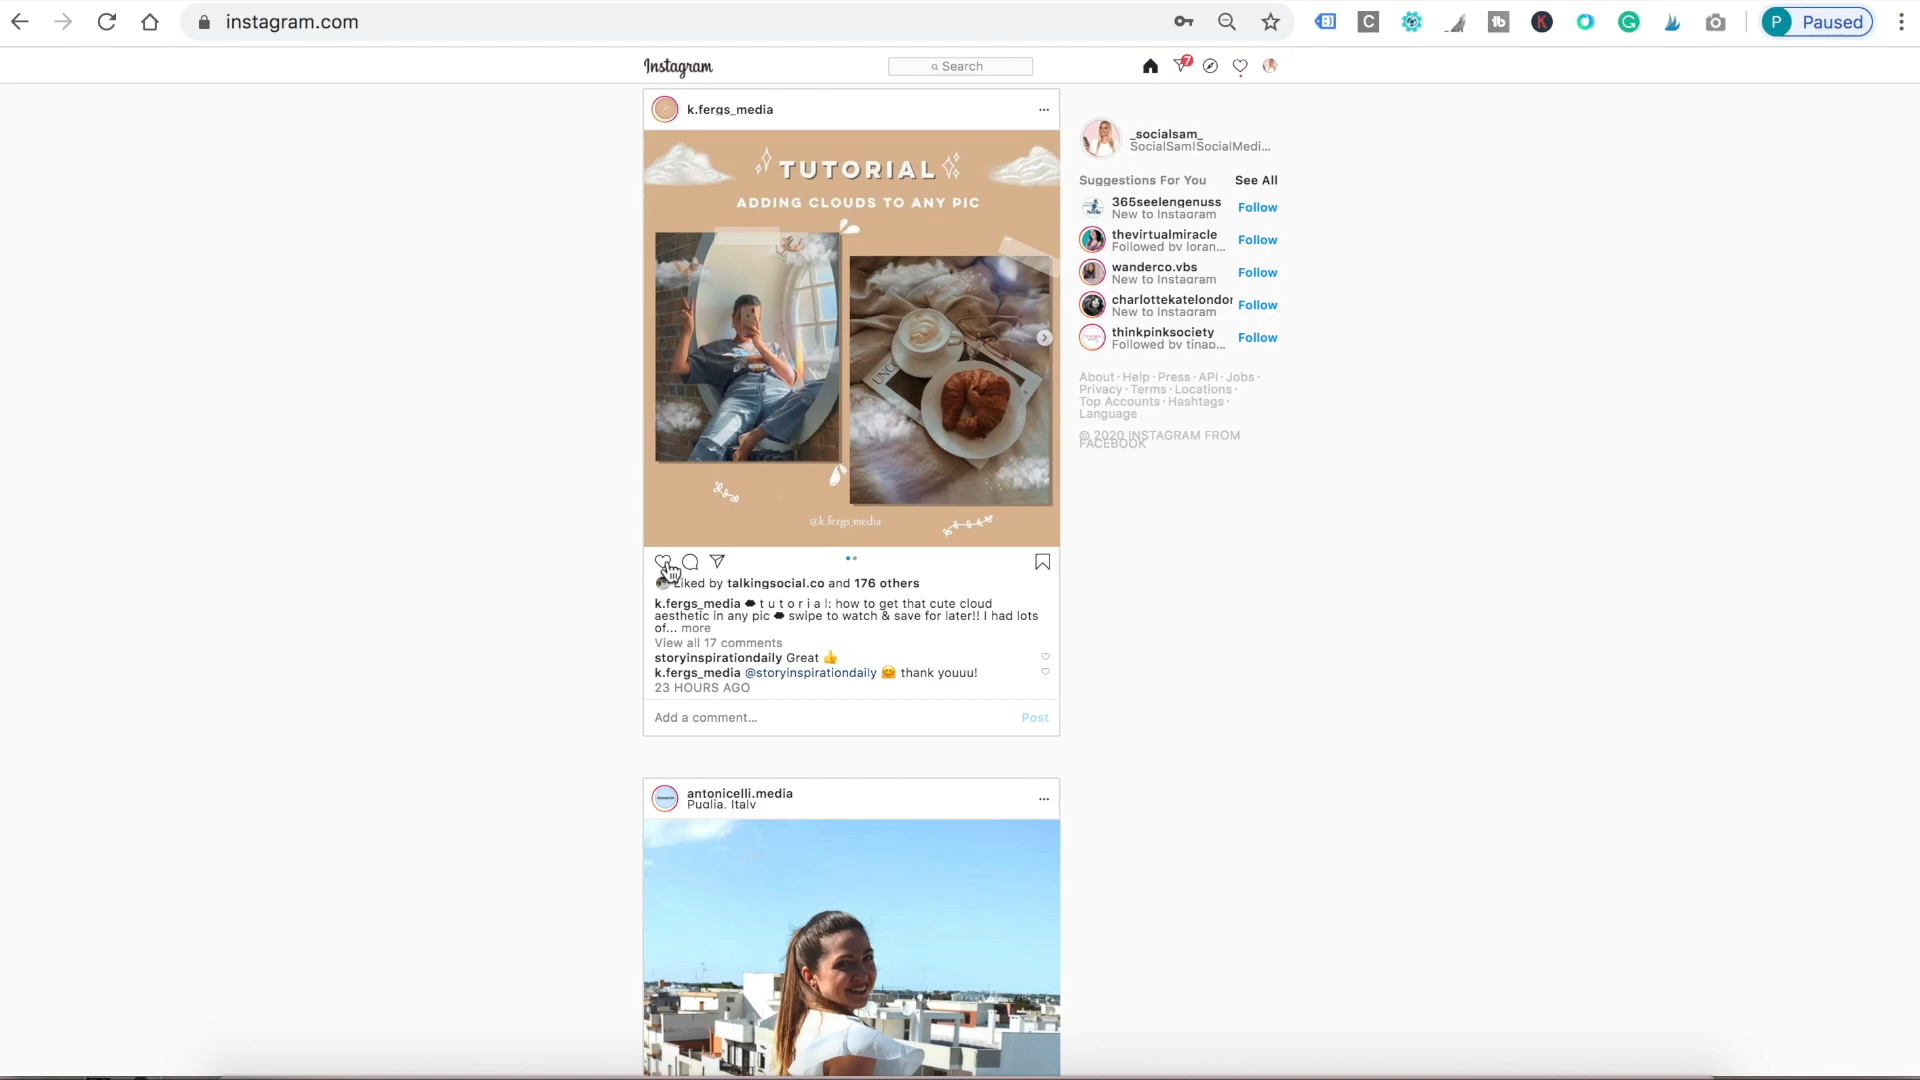 instagram.com
Paused
P
Instagram
Search
7
k.fergs_media
TUTORIAL
ADDING CLOUDS TO ANY PIC
UNCO
@k.fergs_media
Liked by talkingsocial.co and 176 others
k.fergs_media t u t o r i a l: how to get that cute cloud
aesthetic in any pic swipe to watch & save for later!! I had lots
of... more
View all 17 comments
storyinspirationdaily Great 👍
k.fergs_media @storyinspirationdaily 🤗 thank youuu!
23 HOURS AGO
Add a comment... Post
antonicelli.media
Puglia, Italy
_socialsam_
SocialSam|SocialMedi...
Suggestions For You See All
365seelengenuss
New to Instagram
Follow
thevirtualmiracle
Followed by loran...
Follow
wanderco.vbs
New to Instagram
Follow
charlottekatelondon
New to Instagram
Follow
thinkpinksociety
Followed by tinap...
Follow
About · Help · Press · API · Jobs ·
Privacy · Terms · Locations ·
Top Accounts · Hashtags ·
Language
© 2020 INSTAGRAM FROM
FACEBOOK